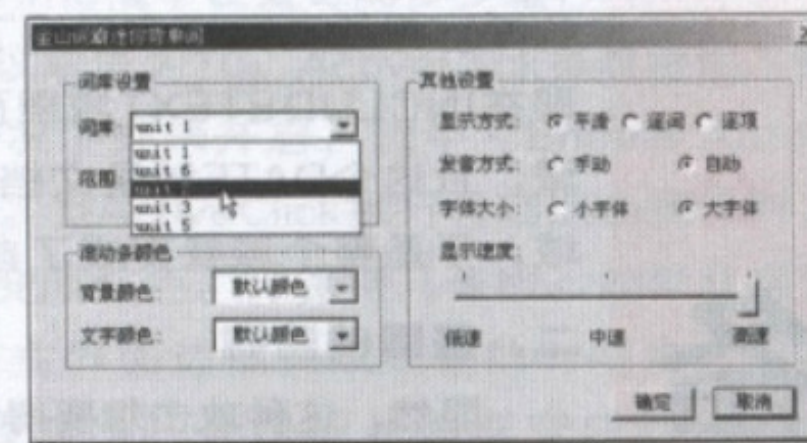 金山词霸迷你背单词
词库设置
词库: unit 1
unit 1
unit 6
unit
unit 3
unit 5
范围:
滚动条颜色
背景颜色: 默认颜色
文字颜色: 默认颜色
其他设置
显示方式: 平滑 逐词 逐项
发音方式: 手动 自动
字体大小: 小字体 大字体
显示速度:
低速 中速 高速
确定 取消